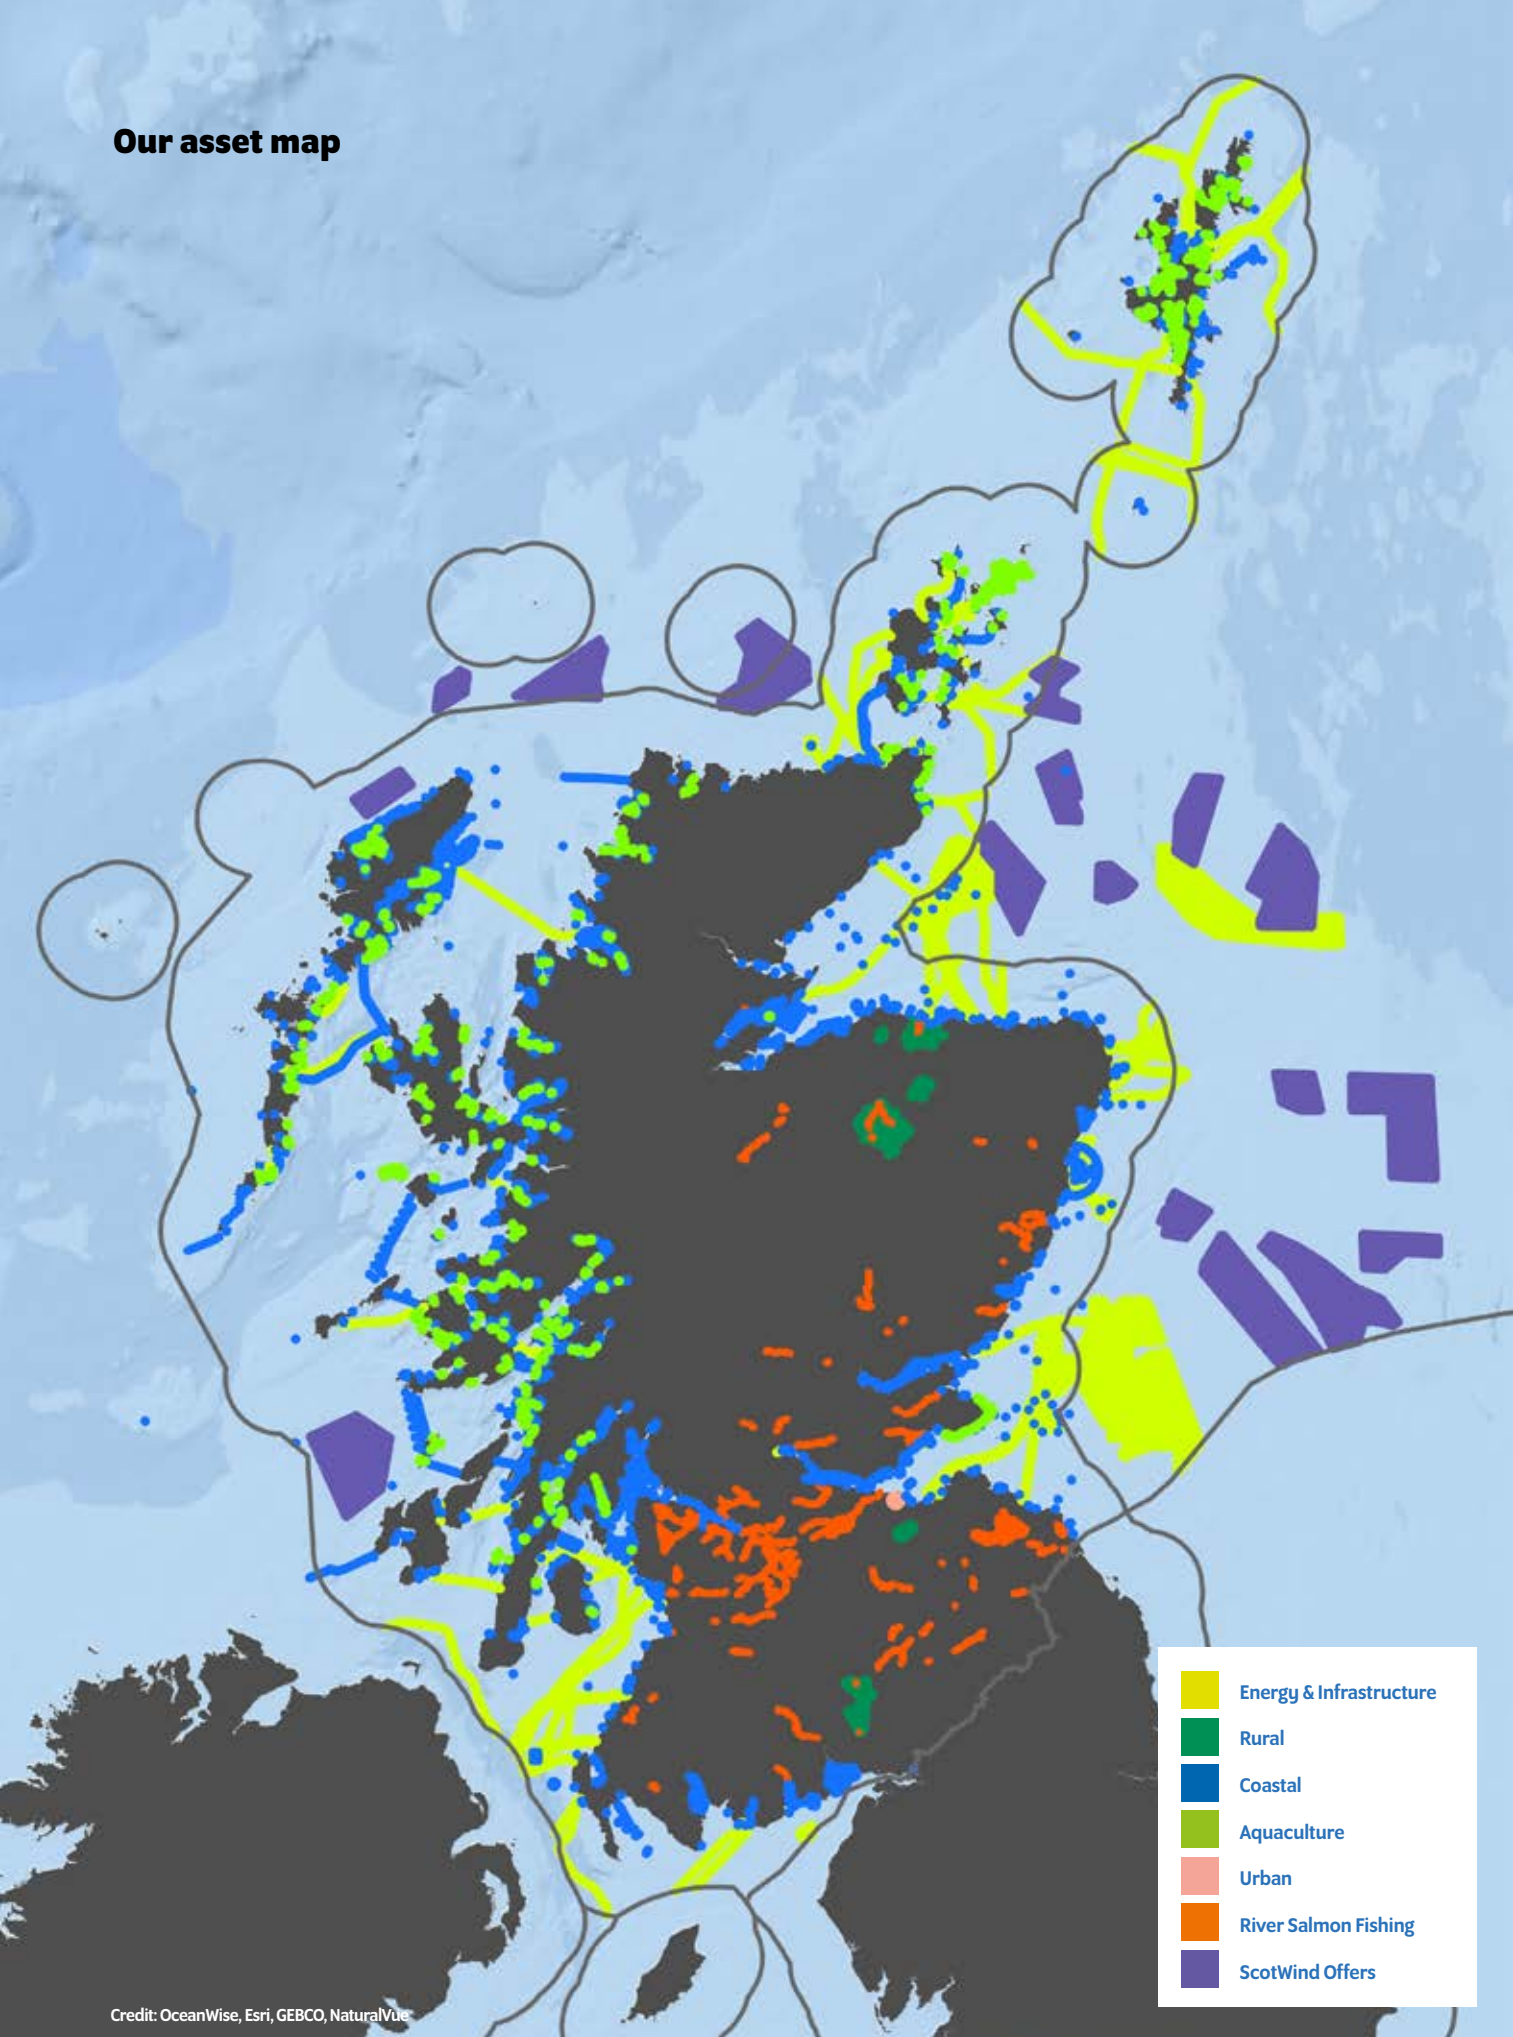 Our asset map
Energy & Infrastructure
Rural
Coastal
Aquaculture
Urban
River Salmon Fishing
ScotWind Offers
Credit: OceanWise, Esri, GEBCO, NaturalVue